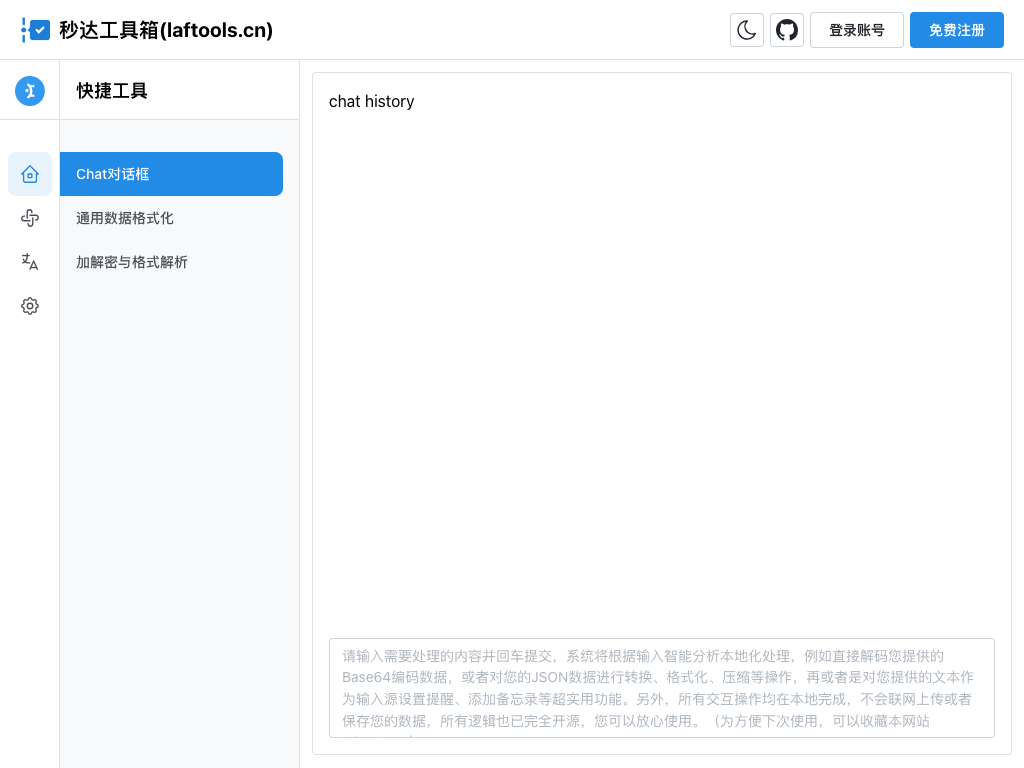 秒达工具箱(laftools.cn)
登录账号
免费注册
快捷工具
Chat对话框
通用数据格式化
加解密与格式解析
chat history
请输入需要处理的内容并回车提交，系统将根据输入智能分析本地化处理，例如直接解码您提供的
Base64编码数据，或者对您的JSON数据进行转换、格式化、压缩等操作，再或者是对您提供的文本作
为输入源设置提醒、添加备忘录等超实用功能。另外，所有交互操作均在本地完成，不会联网上传或者
保存您的数据，所有逻辑也已完全开源，您可以放心使用。（为方便下次使用，可以收藏本网站